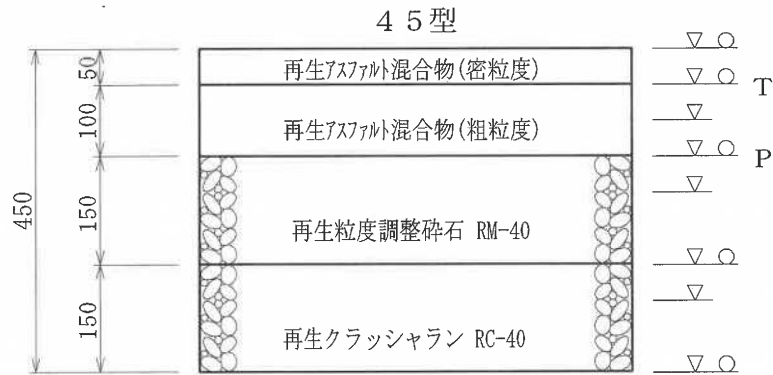 45型
再生アスファルト混合物(密粒度)
再生アスファルト混合物(粗粒度)
再生粒度調整砕石 RM-40
再生クラッシャラン RC-40
450
50
100
150
150
▽ ○
▽ ○
T
▽
▽ ○
P
▽
▽ ○
▽
▽ ○